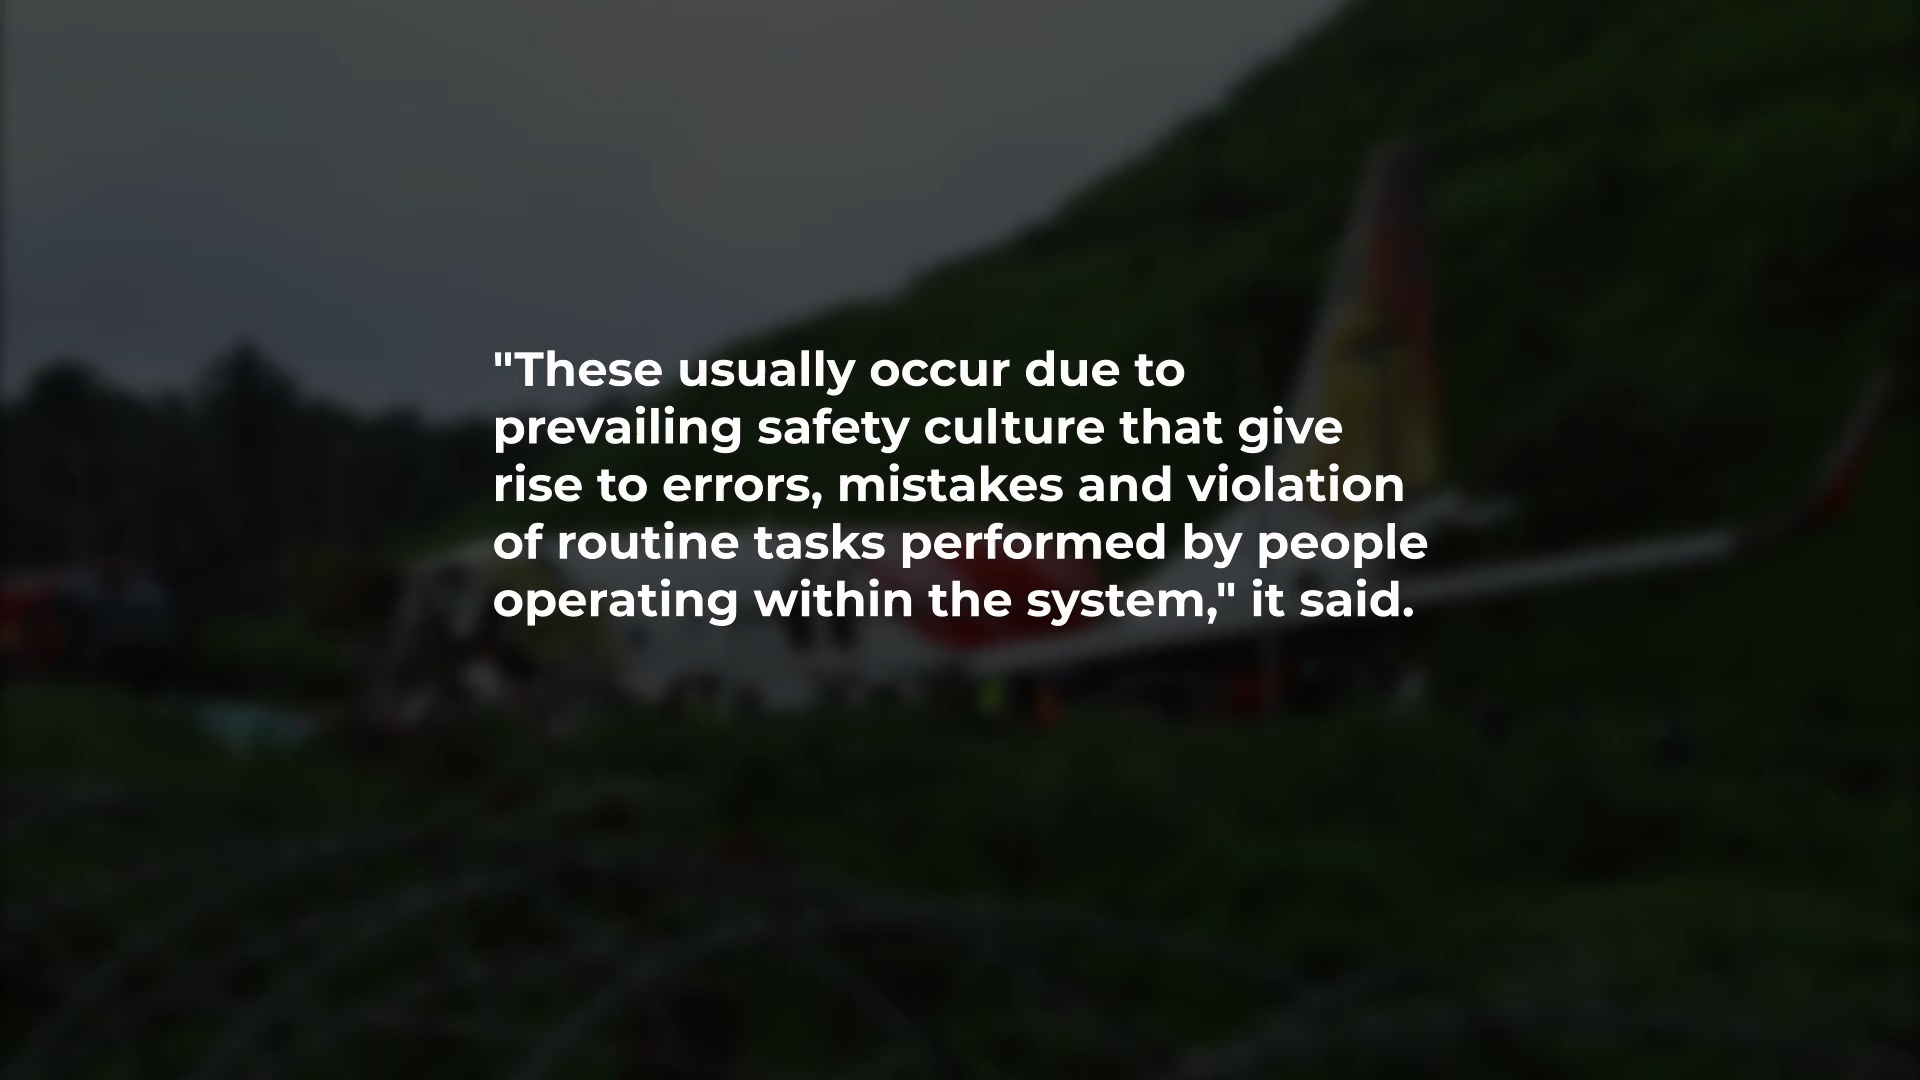 "These usually occur due to
prevailing safety culture that give
rise to errors, mistakes and violation
of routine tasks performed by people
operating within the system," it said.